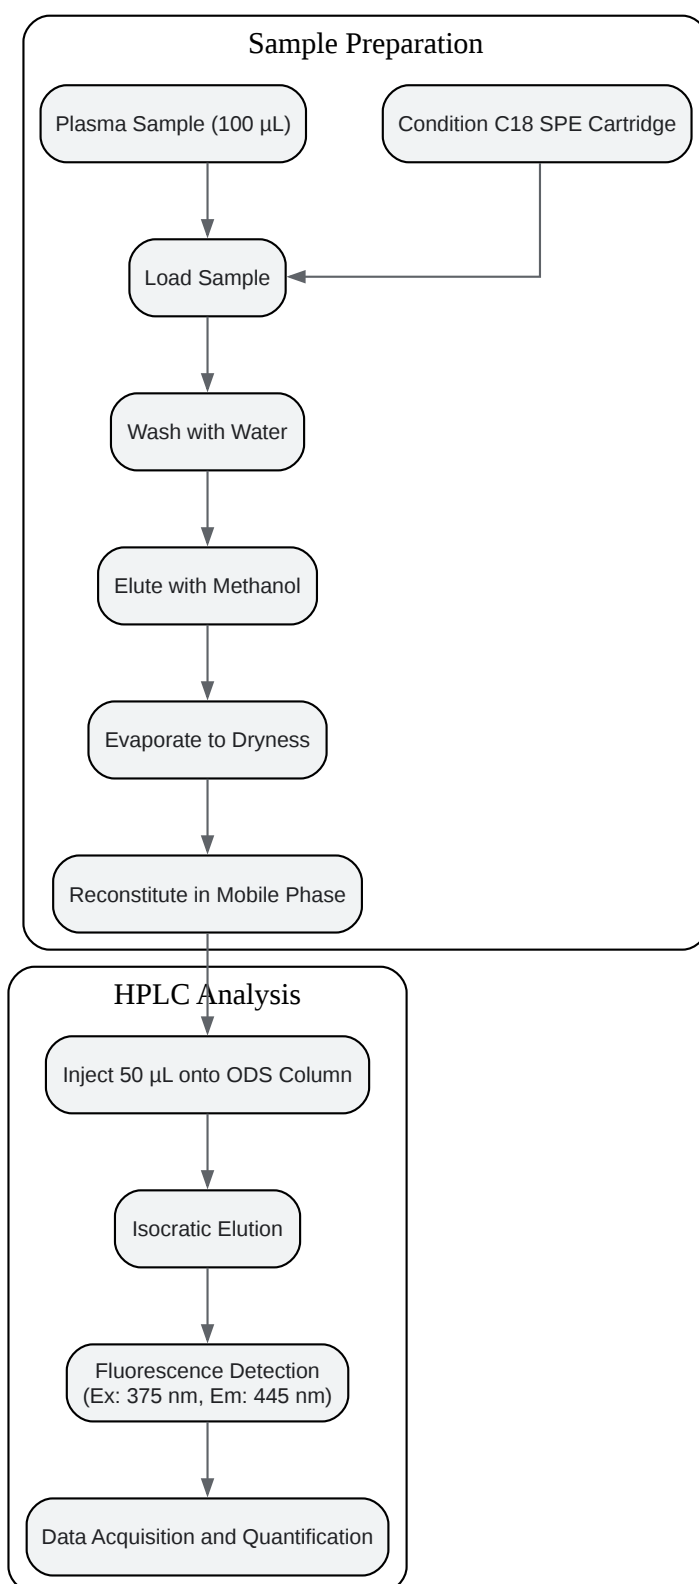 Sample Preparation
Plasma Sample (100 µL)
Condition C18 SPE Cartridge
Load Sample
Wash with Water
Elute with Methanol
Evaporate to Dryness
Reconstitute in Mobile Phase
HPLC Analysis
Inject 50 µL onto ODS Column
Isocratic Elution
Fluorescence Detection
(Ex: 375 nm, Em: 445 nm)
Data Acquisition and Quantification